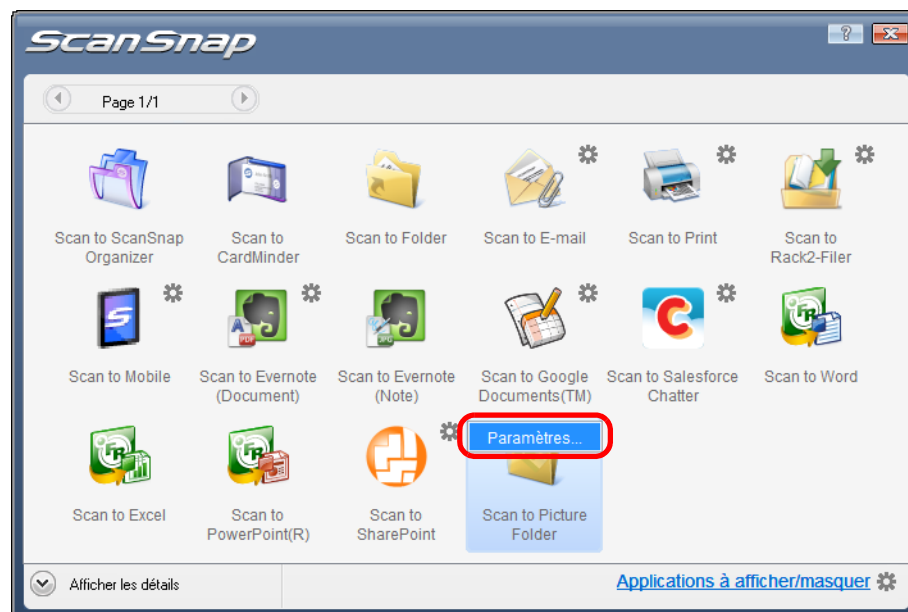 ScanSnap
Page 1/1
Scan to ScanSnap
Organizer
Scan to
CardMinder
Scan to Folder
Scan to E-mail
Scan to Print
Scan to
Rack2-Filer
Scan to Mobile
Scan to Evernote
(Document)
Scan to Evernote
(Note)
Scan to Google
Documents(TM)
Scan to Salesforce
Chatter
Scan to Word
Scan to Excel
Scan to
PowerPoint(R)
Scan to
SharePoint
Paramètres...
Scan to Picture
Folder
Afficher les détails
Applications à afficher/masquer